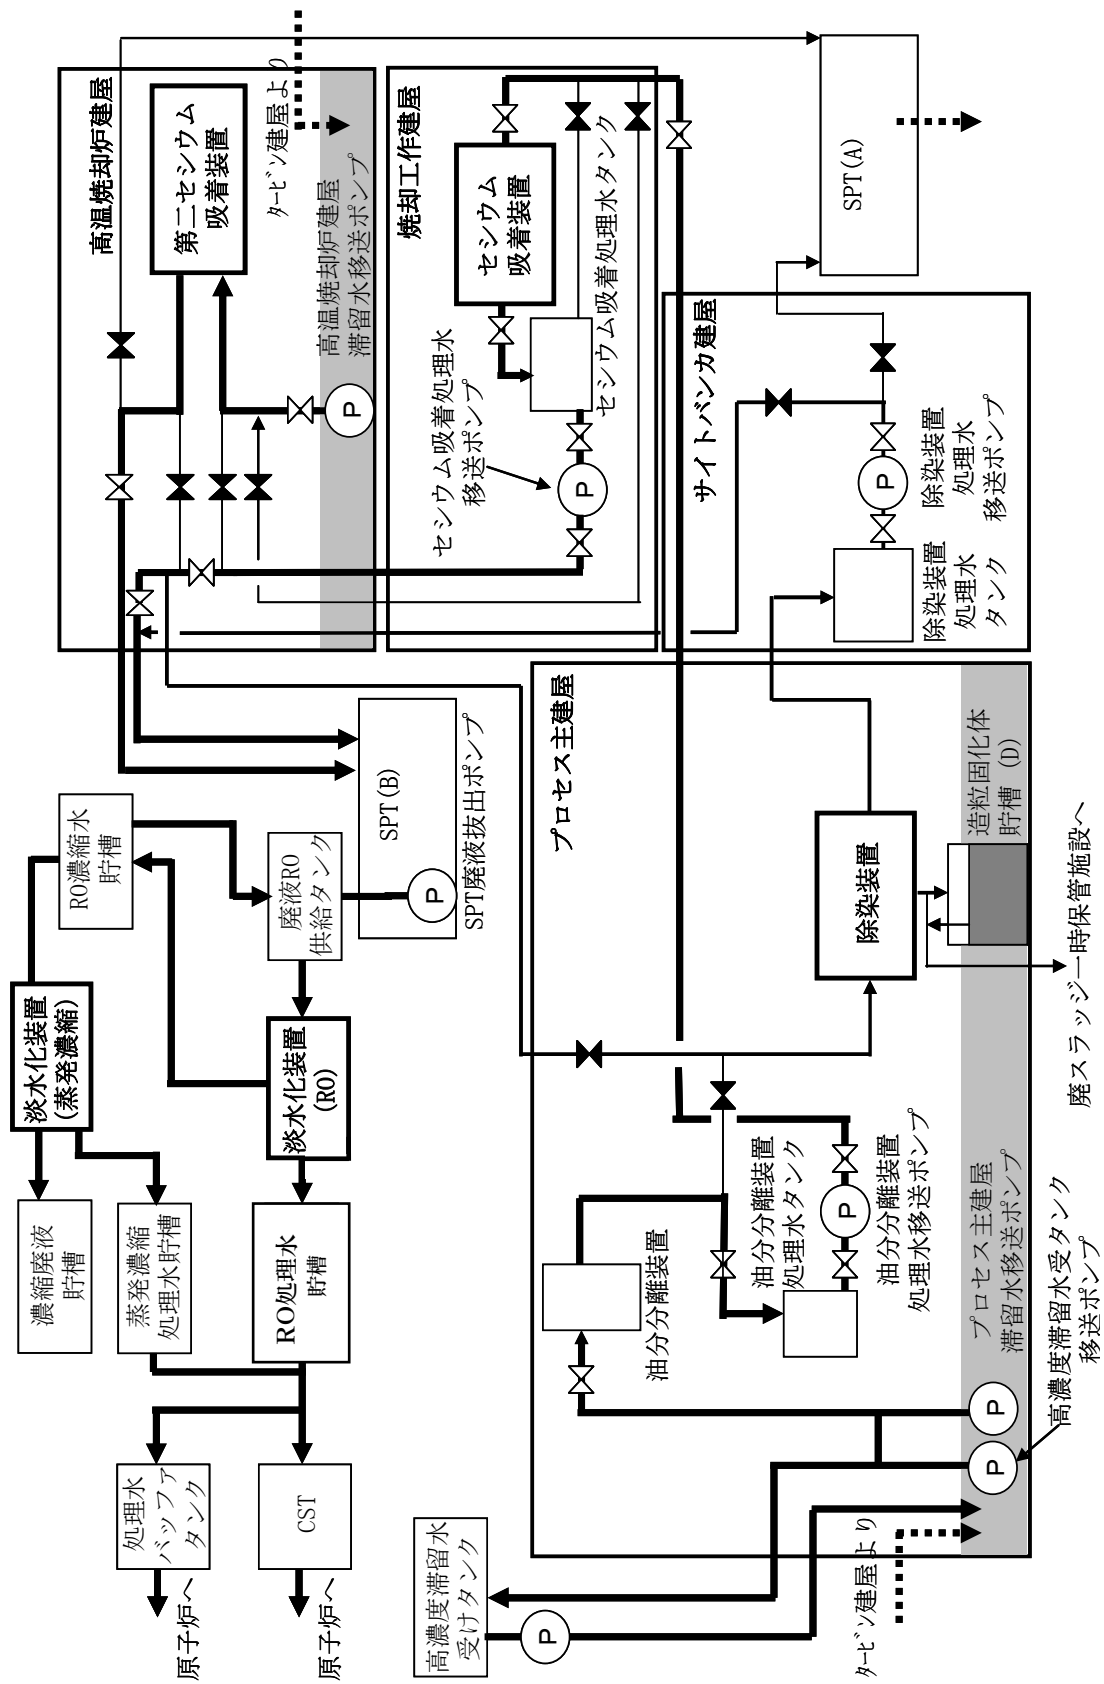 高温焼却炉建屋
第二セシウム
吸着装置
ﾀｰﾋﾞﾝ建屋より
高温焼却炉建屋
滞留水移送ポンプ
P
焼却工作建屋
セシウム
吸着装置
セシウム吸着処理水タンク
セシウム吸着処理水
移送ポンプ
P
SPT(A)
サイトバンカ建屋
除染装置
処理水
移送ポンプ
P
除染装置
処理水
タンク
プロセス主建屋
除染装置
造粒固化体
貯槽 (D)
廃スラッジ一時保管施設へ
SPT(B)
P
SPT廃液抜出ポンプ
RO濃縮水
貯槽
廃液RO
供給タンク
淡水化装置
(蒸発濃縮)
淡水化装置
(RO)
濃縮廃液
貯槽
蒸発濃縮
処理水貯槽
RO処理水
貯槽
処理水
バッファ
タンク
CST
原子炉へ
原子炉へ
油分分離装置
油分分離装置
処理水タンク
油分分離装置
処理水移送ポンプ
P
プロセス主建屋
滞留水移送ポンプ
P
P
高濃度滞留水受タンク
移送ポンプ
高濃度滞留水
受けタンク
P
ﾀｰﾋﾞﾝ建屋より